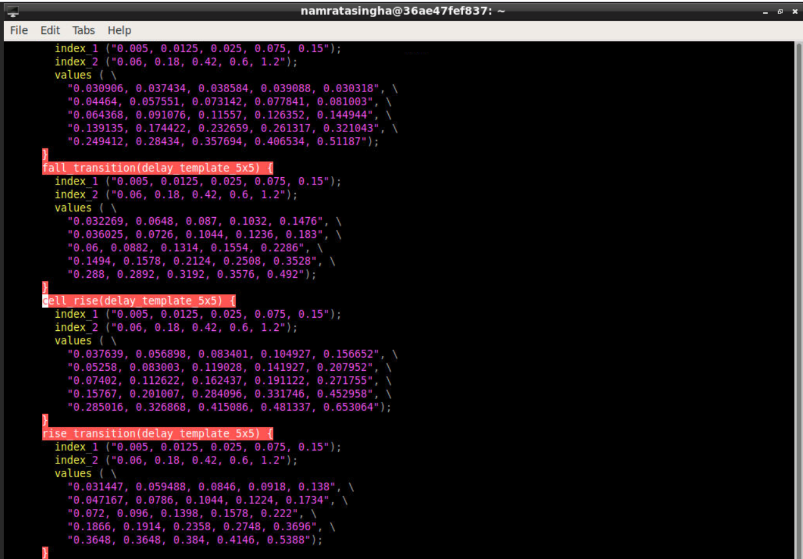 namratasingha@36ae47fef837: ~
File Edit Tabs Help
index_1 ("0.005, 0.0125, 0.025, 0.075, 0.15");
index_2 ("0.06, 0.18, 0.42, 0.6, 1.2");
values ( \
"0.030906, 0.037434, 0.038584, 0.039088, 0.030318", \
"0.04464, 0.057551, 0.073142, 0.077841, 0.081003", \
"0.064368, 0.091076, 0.11557, 0.126352, 0.144944", \
"0.139135, 0.174422, 0.232659, 0.261317, 0.321043", \
"0.249412, 0.28434, 0.357694, 0.406534, 0.51187");
}
fall_transition(delay_template_5x5) {
index_1 ("0.005, 0.0125, 0.025, 0.075, 0.15");
index_2 ("0.06, 0.18, 0.42, 0.6, 1.2");
values ( \
"0.032269, 0.0648, 0.087, 0.1032, 0.1476", \
"0.036025, 0.0726, 0.1044, 0.1236, 0.183", \
"0.06, 0.0882, 0.1314, 0.1554, 0.2286", \
"0.1494, 0.1578, 0.2124, 0.2508, 0.3528", \
"0.288, 0.2892, 0.3192, 0.3576, 0.492");
}
cell_rise(delay_template_5x5) {
index_1 ("0.005, 0.0125, 0.025, 0.075, 0.15");
index_2 ("0.06, 0.18, 0.42, 0.6, 1.2");
values ( \
"0.037639, 0.056898, 0.083401, 0.104927, 0.156652", \
"0.05258, 0.083003, 0.119028, 0.141927, 0.207952", \
"0.07402, 0.112622, 0.162437, 0.191122, 0.271755", \
"0.15767, 0.201007, 0.284096, 0.331746, 0.452958", \
"0.285016, 0.326868, 0.415086, 0.481337, 0.653064");
}
rise_transition(delay_template_5x5) {
index_1 ("0.005, 0.0125, 0.025, 0.075, 0.15");
index_2 ("0.06, 0.18, 0.42, 0.6, 1.2");
values ( \
"0.031447, 0.059488, 0.0846, 0.0918, 0.138", \
"0.047167, 0.0786, 0.1044, 0.1224, 0.1734", \
"0.072, 0.096, 0.1398, 0.1578, 0.222", \
"0.1866, 0.1914, 0.2358, 0.2748, 0.3696", \
"0.3648, 0.3648, 0.384, 0.4146, 0.5388");
}